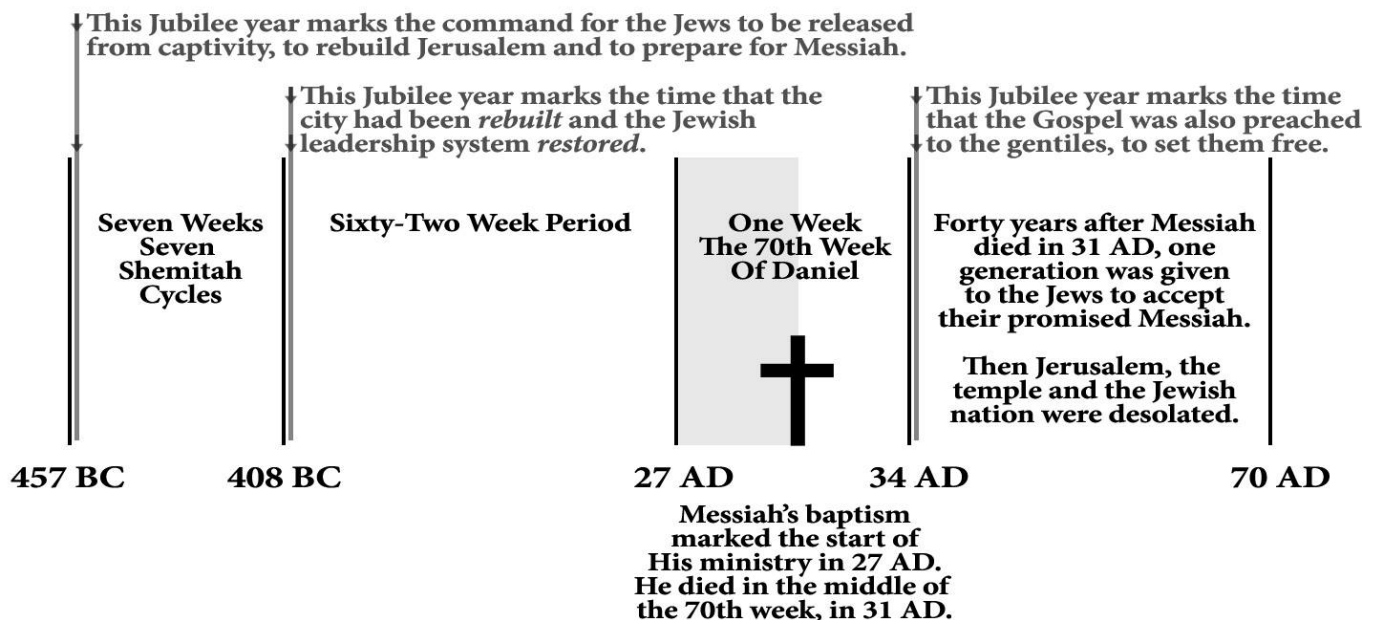 This Jubilee year marks the command for the Jews to be released
from captivity, to rebuild Jerusalem and to prepare for Messiah.
This Jubilee year marks the time that the
city had been rebuilt and the Jewish
leadership system restored.
This Jubilee year marks the time
that the Gospel was also preached
to the gentiles, to set them free.
Seven Weeks
Seven
Shemitah
Cycles
Sixty-Two Week Period
One Week
The 70th Week
Of Daniel
Forty years after Messiah
died in 31 AD, one
generation was given
to the Jews to accept
their promised Messiah.
Then Jerusalem, the
temple and the Jewish
nation were desolated.
457 BC
408 BC
27 AD
34 AD
70 AD
Messiah's baptism
marked the start of
His ministry in 27 AD.
He died in the middle of
the 70th week, in 31 AD.